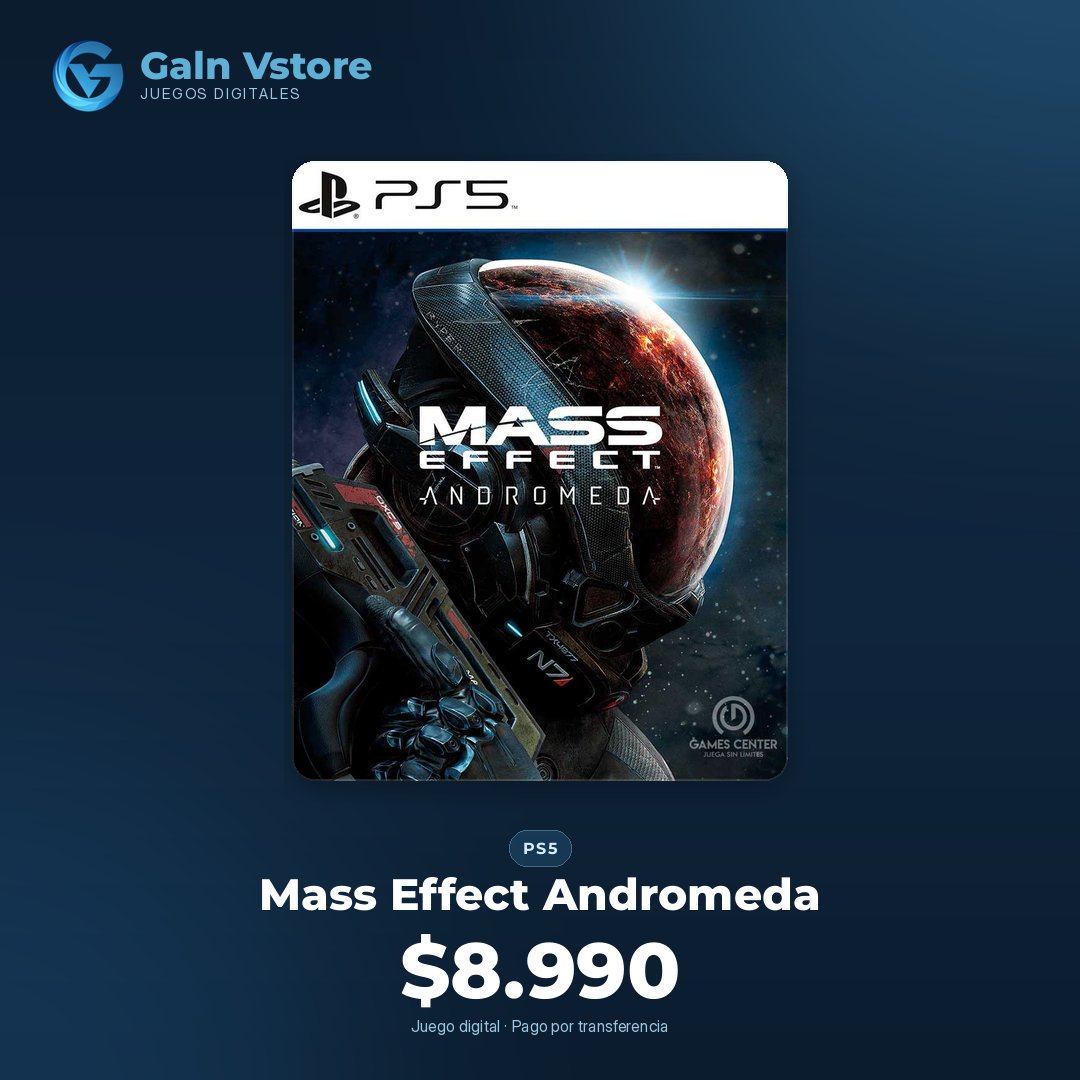 Galn Vstore
JUEGOS DIGITALES
PS5
MASS
EFFECT
ANDROMEDA
N7
GAMES CENTER
JUEGA SIN LÍMITES
PS5
Mass Effect Andromeda
$8.990
Juego digital · Pago por transferencia